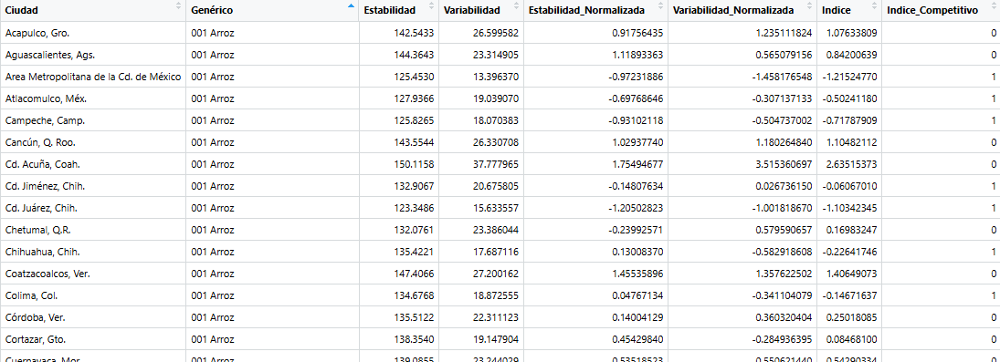 Ciudad Genérico Estabilidad Variabilidad Estabilidad_Normalizada Variabilidad_Normalizada Indice Indice_Competitivo
Acapulco, Gro. 001 Arroz 142.5433 26.599582 0.91756435 1.235111824 1.07633809 0
Aguascalientes, Ags. 001 Arroz 144.3643 23.314905 1.11893363 0.565079156 0.84200639 0
Area Metropolitana de la Cd. de México 001 Arroz 125.4530 13.396370 -0.97231886 -1.458176548 -1.21524770 1
Atlacomulco, Méx. 001 Arroz 127.9366 19.039070 -0.69768646 -0.307137133 -0.50241180 1
Campeche, Camp. 001 Arroz 125.8265 18.070383 -0.93102118 -0.504737002 -0.71787909 1
Cancún, Q. Roo. 001 Arroz 143.5544 26.330708 1.02937740 1.180264840 1.10482112 0
Cd. Acuña, Coah. 001 Arroz 150.1158 37.777965 1.75494677 3.515360697 2.63515373 0
Cd. Jiménez, Chih. 001 Arroz 132.9067 20.675805 -0.14807634 0.026736150 -0.06067010 1
Cd. Juárez, Chih. 001 Arroz 123.3486 15.633557 -1.20502823 -1.001818670 -1.10342345 1
Chetumal, Q.R. 001 Arroz 132.0761 23.386044 -0.23992571 0.579590657 0.16983247 0
Chihuahua, Chih. 001 Arroz 135.4221 17.687116 0.13008370 -0.582918608 -0.22641746 1
Coatzacoalcos, Ver. 001 Arroz 147.4066 27.200162 1.45535896 1.357622502 1.40649073 0
Colima, Col. 001 Arroz 134.6768 18.872555 0.04767134 -0.341104079 -0.14671637 1
Córdoba, Ver. 001 Arroz 135.5122 22.311123 0.14004129 0.360320404 0.25018085 0
Cortazar, Gto. 001 Arroz 138.3540 19.147904 0.45429840 -0.284936395 0.08468100 0
Cuernavaca, Mor. 001 Arroz 139.0855 23.244029 0.53518523 0.550621440 0.54290334 0